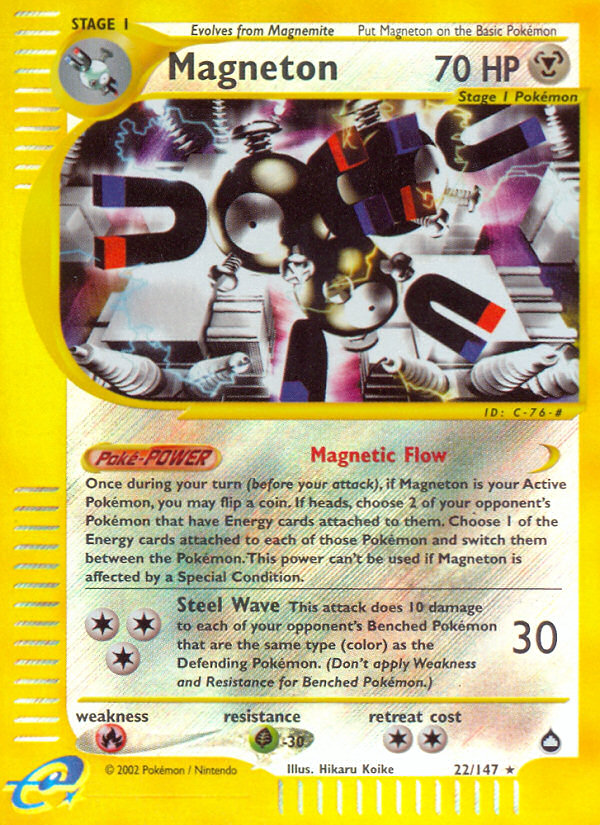 STAGE 1
Evolves from Magnemite Put Magneton on the Basic Pokémon
Magneton 70 HP
Stage 1 Pokémon
ID: C-76-#
Poké-POWER Magnetic Flow
Once during your turn (before your attack), if Magneton is your Active
Pokémon, you may flip a coin. If heads, choose 2 of your opponent's
Pokémon that have Energy cards attached to them. Choose 1 of the
Energy cards attached to each of those Pokémon and switch them
between the Pokémon. This power can't be used if Magneton is
affected by a Special Condition.
Steel Wave This attack does 10 damage
to each of your opponent's Benched Pokémon
that are the same type (color) as the
Defending Pokémon. (Don't apply Weakness
and Resistance for Benched Pokémon.)
30
weakness resistance retreat cost
-30
e
© 2002 Pokémon / Nintendo Illus. Hikaru Koike 22/147 ★